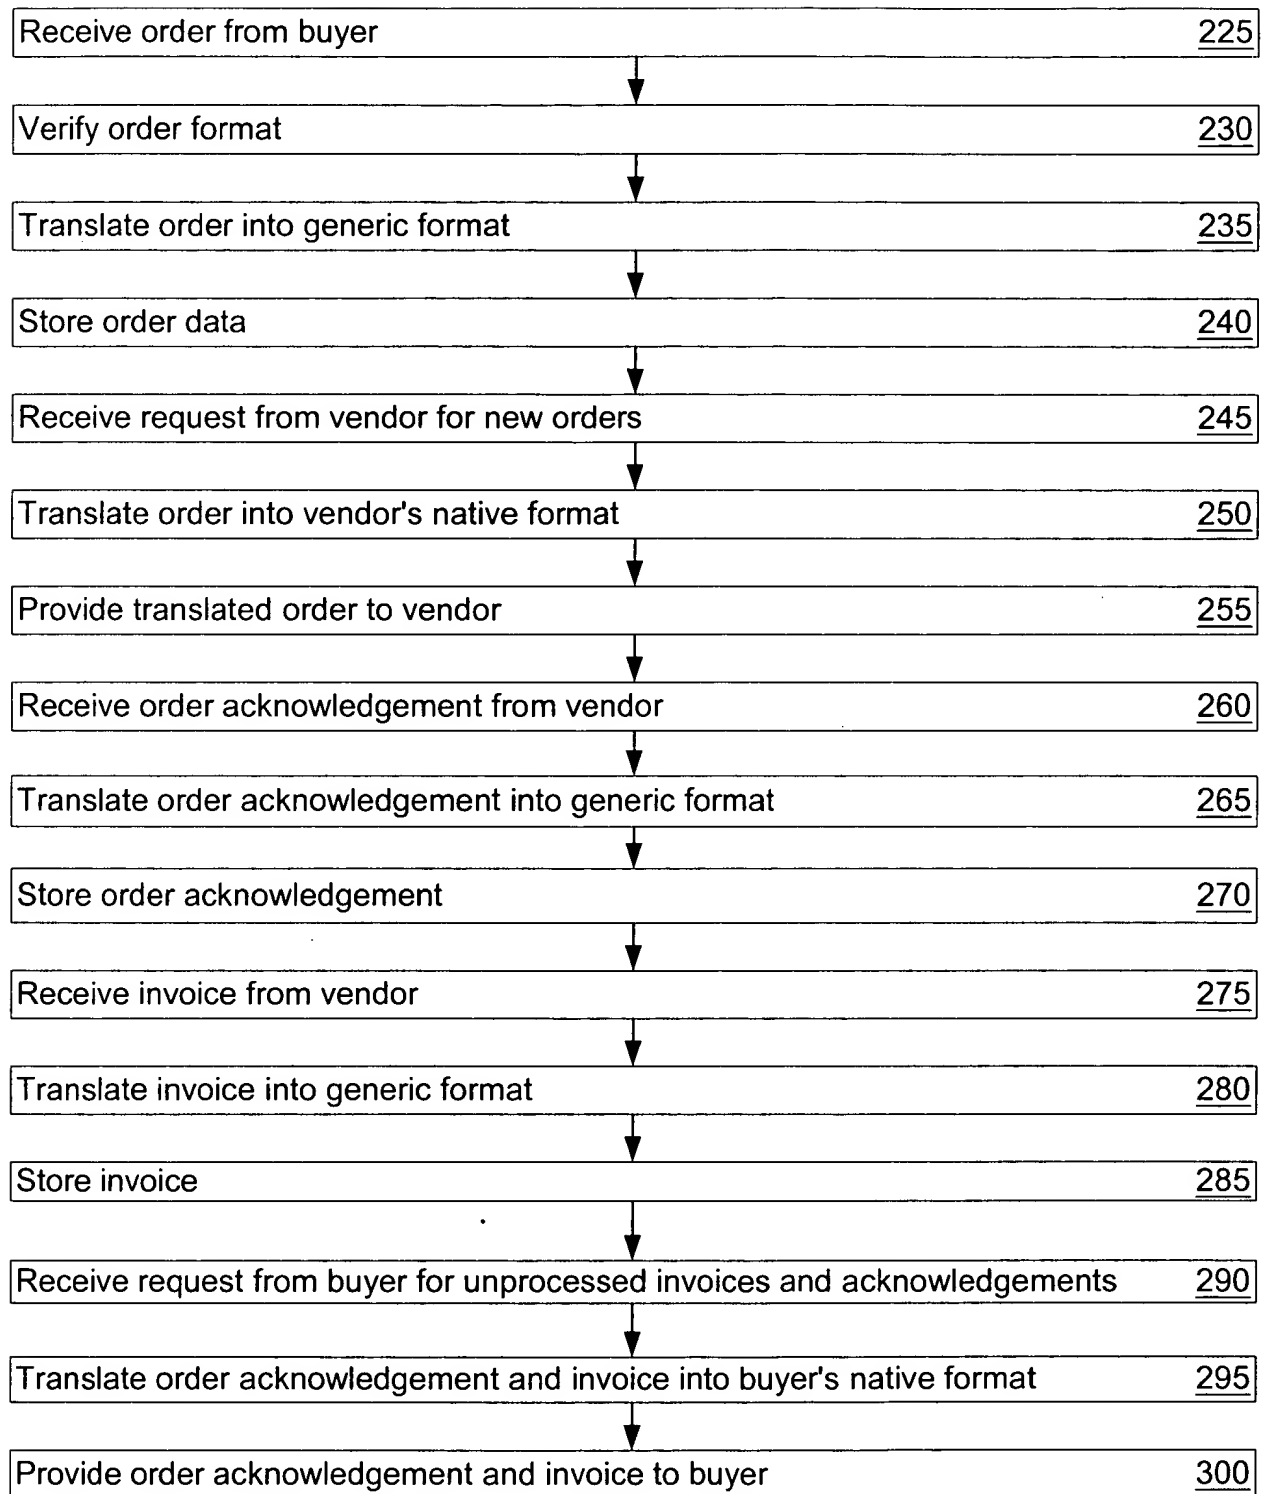 Receive order from buyer 225
Verify order format 230
Translate order into generic format 235
Store order data 240
Receive request from vendor for new orders 245
Translate order into vendor's native format 250
Provide translated order to vendor 255
Receive order acknowledgement from vendor 260
Translate order acknowledgement into generic format 265
Store order acknowledgement 270
Receive invoice from vendor 275
Translate invoice into generic format 280
Store invoice 285
Receive request from buyer for unprocessed invoices and acknowledgements 290
Translate order acknowledgement and invoice into buyer's native format 295
Provide order acknowledgement and invoice to buyer 300